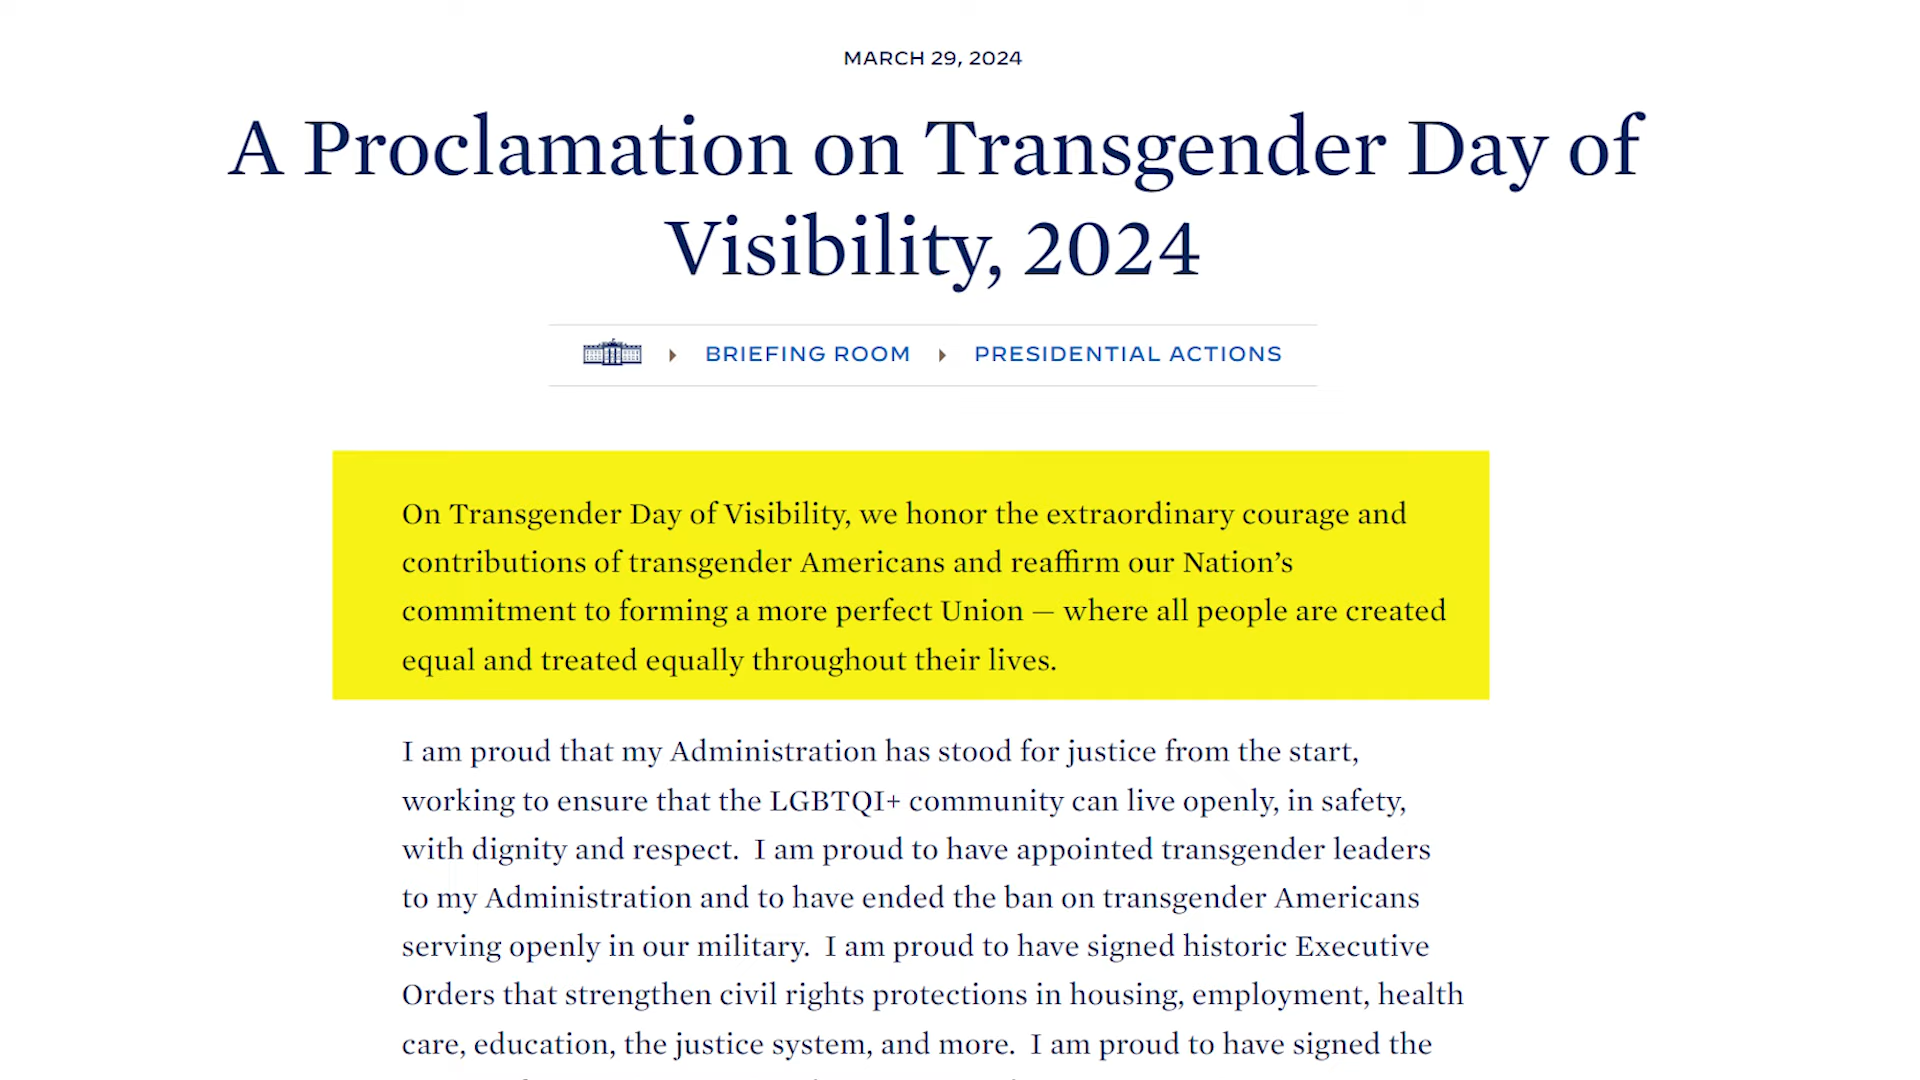 MARCH 29, 2024
A Proclamation on Transgender Day of
Visibility, 2024
BRIEFING ROOM PRESIDENTIAL ACTIONS
On Transgender Day of Visibility, we honor the extraordinary courage and
contributions of transgender Americans and reaffirm our Nation’s
commitment to forming a more perfect Union — where all people are created
equal and treated equally throughout their lives.
I am proud that my Administration has stood for justice from the start,
working to ensure that the LGBTQI+ community can live openly, in safety,
with dignity and respect.  I am proud to have appointed transgender leaders
to my Administration and to have ended the ban on transgender Americans
serving openly in our military.  I am proud to have signed historic Executive
Orders that strengthen civil rights protections in housing, employment, health
care, education, the justice system, and more.  I am proud to have signed the